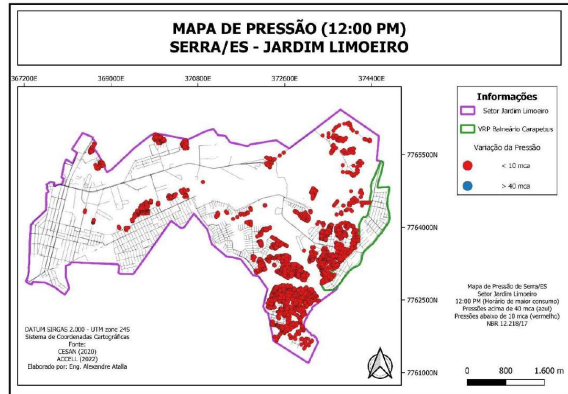 MAPA DE PRESSÃO (12:00 PM)
SERRA/ES - JARDIM LIMOEIRO
367200E 369000E 370800E 372600E 374400E
Informações
Setor Jardim Limoeiro
VRP Balneário Carapebus
Variação da Pressão
< 10 mca
> 40 mca
7765500N
7764000N
7762500N
7761000N
Mapa de Pressão de Serra/ES
Setor Jardim Limoeiro
12:00 PM (Horário de maior consumo)
Pressões acima de 40 mca (azul)
Pressões abaixo de 10 mca (vermelho)
NBR 12.218/17
DATUM SIRGAS 2.000 - UTM zone 24S
Sistema de Coordenadas Cartográficas
Fonte:
CESAN (2020)
ACCELL (2022)
Elaborado por: Eng. Alexandre Atalla
0 800 1.600 m